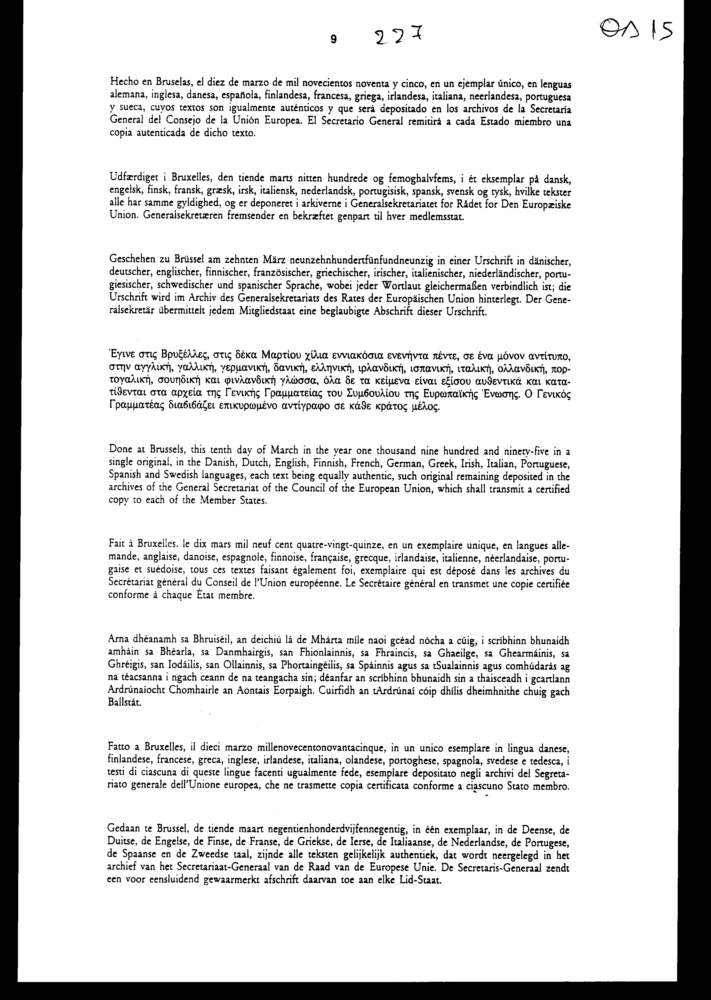 9 227
15
Hecho en Bruselas, el diez de marzo de mil novecientos noventa y cinco, en un ejemplar único, en lenguas
alemana, inglesa, danesa, española, finlandesa, francesa, griega, irlandesa, italiana, neerlandesa, portuguesa
y sueca, cuyos textos son igualmente auténticos y que será depositado en los archivos de la Secretaría
General del Consejo de la Unión Europea. El Secretario General remitirá a cada Estado miembro una
copia autenticada de dicho texto.
Udfærdiget i Bruxelles, den tiende marts nitten hundrede og femoghalvfems, i ét eksemplar på dansk,
engelsk, finsk, fransk, græsk, irsk, italiensk, nederlandsk, portugisisk, spansk, svensk og tysk, hvilke tekster
alle har samme gyldighed, og er deponeret i arkiverne i Generalsekretariatet for Rådet for Den Europæiske
Union. Generalsekretæren fremsender en bekræftet genpart til hver medlemsstat.
Geschehen zu Brüssel am zehnten März neunzehnhundertfünfundneunzig in einer Urschrift in dänischer,
deutscher, englischer, finnischer, französischer, griechischer, irischer, italienischer, niederländischer, portu-
giesischer, schwedischer und spanischer Sprache, wobei jeder Wortlaut gleichermaßen verbindlich ist; die
Urschrift wird im Archiv des Generalsekretariats des Rates der Europäischen Union hinterlegt. Der Gene-
ralsekretär übermittelt jedem Mitgliedstaat eine beglaubigte Abschrift dieser Urschrift.
Έγινε στις Βρυξέλλες, στις δέκα Μαρτίου χίλια εννιακόσια ενενήντα πέντε, σε ένα μόνον αντίτυπο,
στην αγγλική, γαλλική, γερμανική, δανική, ελληνική, ιρλανδική, ισπανική, ιταλική, ολλανδική, πορ-
τογαλική, σουηδική και φινλανδική γλώσσα, όλα δε τα κείμενα είναι εξίσου αυθεντικά και κατα-
τίθενται στα αρχεία της Γενικής Γραμματείας του Συμβουλίου της Ευρωπαϊκής Ένωσης. Ο Γενικός
Γραμματέας διαβιβάζει επικυρωμένο αντίγραφο σε κάθε κράτος μέλος.
Done at Brussels, this tenth day of March in the year one thousand nine hundred and ninety-five in a
single original, in the Danish, Dutch, English, Finnish, French, German, Greek, Irish, Italian, Portuguese,
Spanish and Swedish languages, each text being equally authentic, such original remaining deposited in the
archives of the General Secretariat of the Council of the European Union, which shall transmit a certified
copy to each of the Member States.
Fait à Bruxelles, le dix mars mil neuf cent quatre-vingt-quinze, en un exemplaire unique, en langues alle-
mande, anglaise, danoise, espagnole, finnoise, française, grecque, irlandaise, italienne, néerlandaise, portu-
gaise et suédoise, tous ces textes faisant également foi, exemplaire qui est déposé dans les archives du
Secrétariat général du Conseil de l'Union européenne. Le Secrétaire général en transmet une copie certifiée
conforme à chaque État membre.
Arna dhéanamh sa Bhruiséil, an deichiú lá de Mhárta míle naoi gcéad nócha a cúig, i scríbhinn bhunaidh
amháin sa Bhéarla, sa Danmhairgis, san Fhionlainnis, sa Fhraincis, sa Ghaeilge, sa Ghearmáinis, sa
Ghréigis, san Iodáilis, san Ollainnis, sa Phortaingéilis, sa Spáinnis agus sa tSualainnis agus comhúdarás ag
na téacsanna i ngach ceann de na teangacha sin; déanfar an scríbhinn bhunaidh sin a thaisceadh i gcartlann
Ardrúnaíocht Chomhairle an Aontais Eorpaigh. Cuirfidh an tArdrúnaí cóip dhílis dheimhnithe chuig gach
Ballstát.
Fatto a Bruxelles, il dieci marzo millenovecentonovantacinque, in un unico esemplare in lingua danese,
finlandese, francese, greca, inglese, irlandese, italiana, olandese, portoghese, spagnola, svedese e tedesca, i
testi di ciascuna di queste lingue facenti ugualmente fede, esemplare depositato negli archivi del Segreta-
riato generale dell'Unione europea, che ne trasmette copia certificata conforme a ciascuno Stato membro.
Gedaan te Brussel, de tiende maart negentienhonderdvijfennegentig, in één exemplaar, in de Deense, de
Duitse, de Engelse, de Finse, de Franse, de Griekse, de Ierse, de Italiaanse, de Nederlandse, de Portugese,
de Spaanse en de Zweedse taal, zijnde alle teksten gelijkelijk authentiek, dat wordt neergelegd in het
archief van het Secretariaat-Generaal van de Raad van de Europese Unie. De Secretaris-Generaal zendt
een voor eensluidend gewaarmerkt afschrift daarvan toe aan elke Lid-Staat.